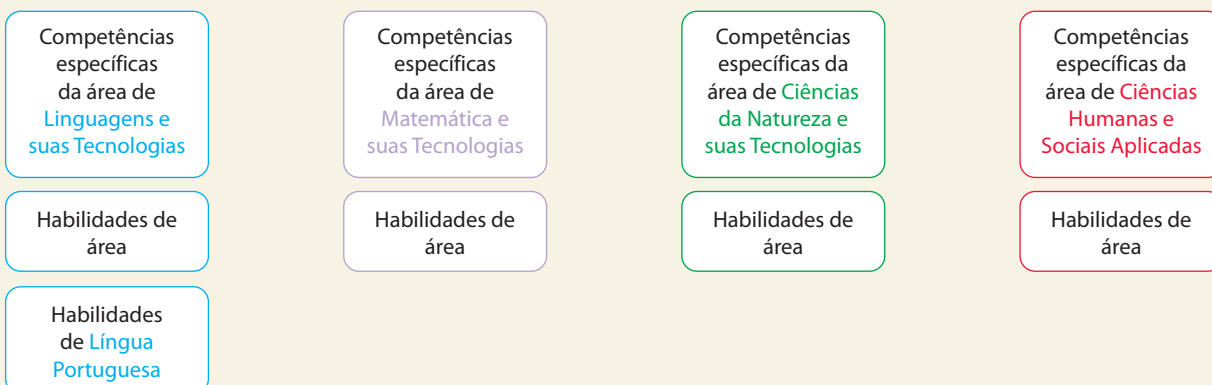 Competências
específicas
da área de
Linguagens e
suas Tecnologias
Habilidades de
área
Habilidades
de Língua
Portuguesa
Competências
específicas
da área de
Matemática e
suas Tecnologias
Habilidades de
área
Competências
específicas da
área de Ciências
da Natureza e
suas Tecnologias
Habilidades de
área
Competências
específicas da
área de Ciências
Humanas e
Sociais Aplicadas
Habilidades de
área